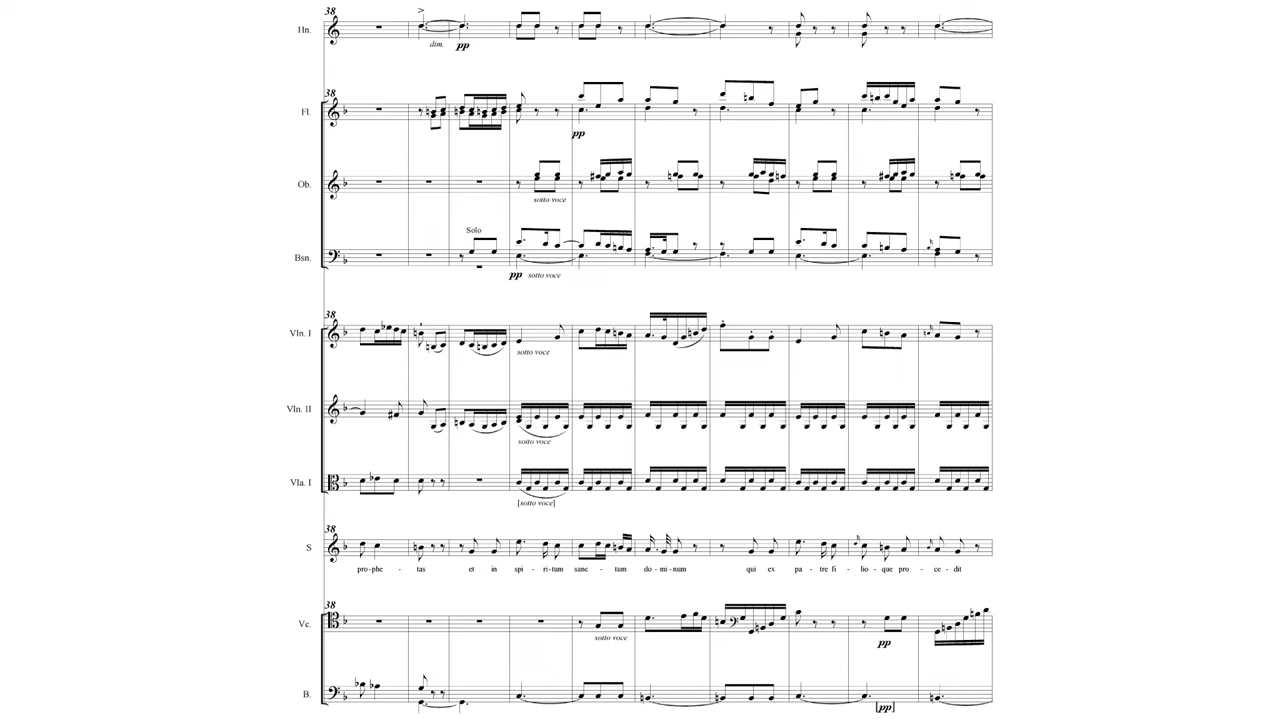 38
Hn.
dim.
pp
38
Fl.
pp
Ob.
sotto voce
Solo
Bsn.
pp sotto voce
38
Vln. I
sotto voce
Vln. II
sotto voce
Vla. I
[sotto voce]
38
S
pro-phe-tas et in spi-ri-tum sanc-tum do-mi-num qui ex pa-tre fi-lio-que pro-ce-dit
38
Vc.
sotto voce
pp
B.
[pp]